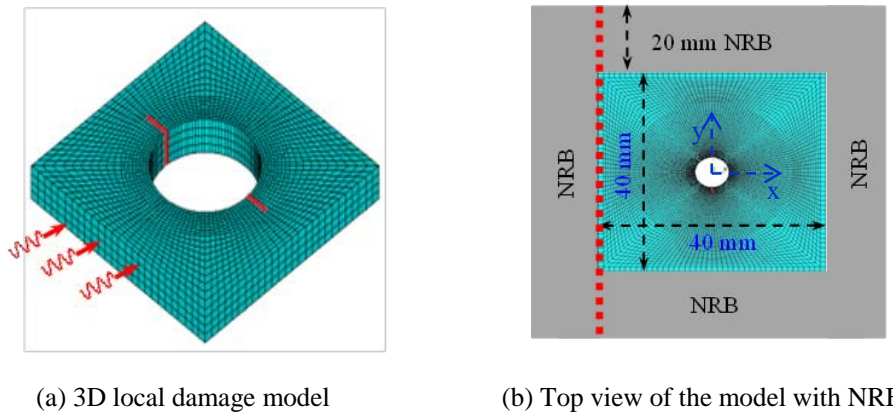 20 mm NRB
NRB
40 mm
y
x
NRB
40 mm
NRB
(a) 3D local damage model
(b) Top view of the model with NRB